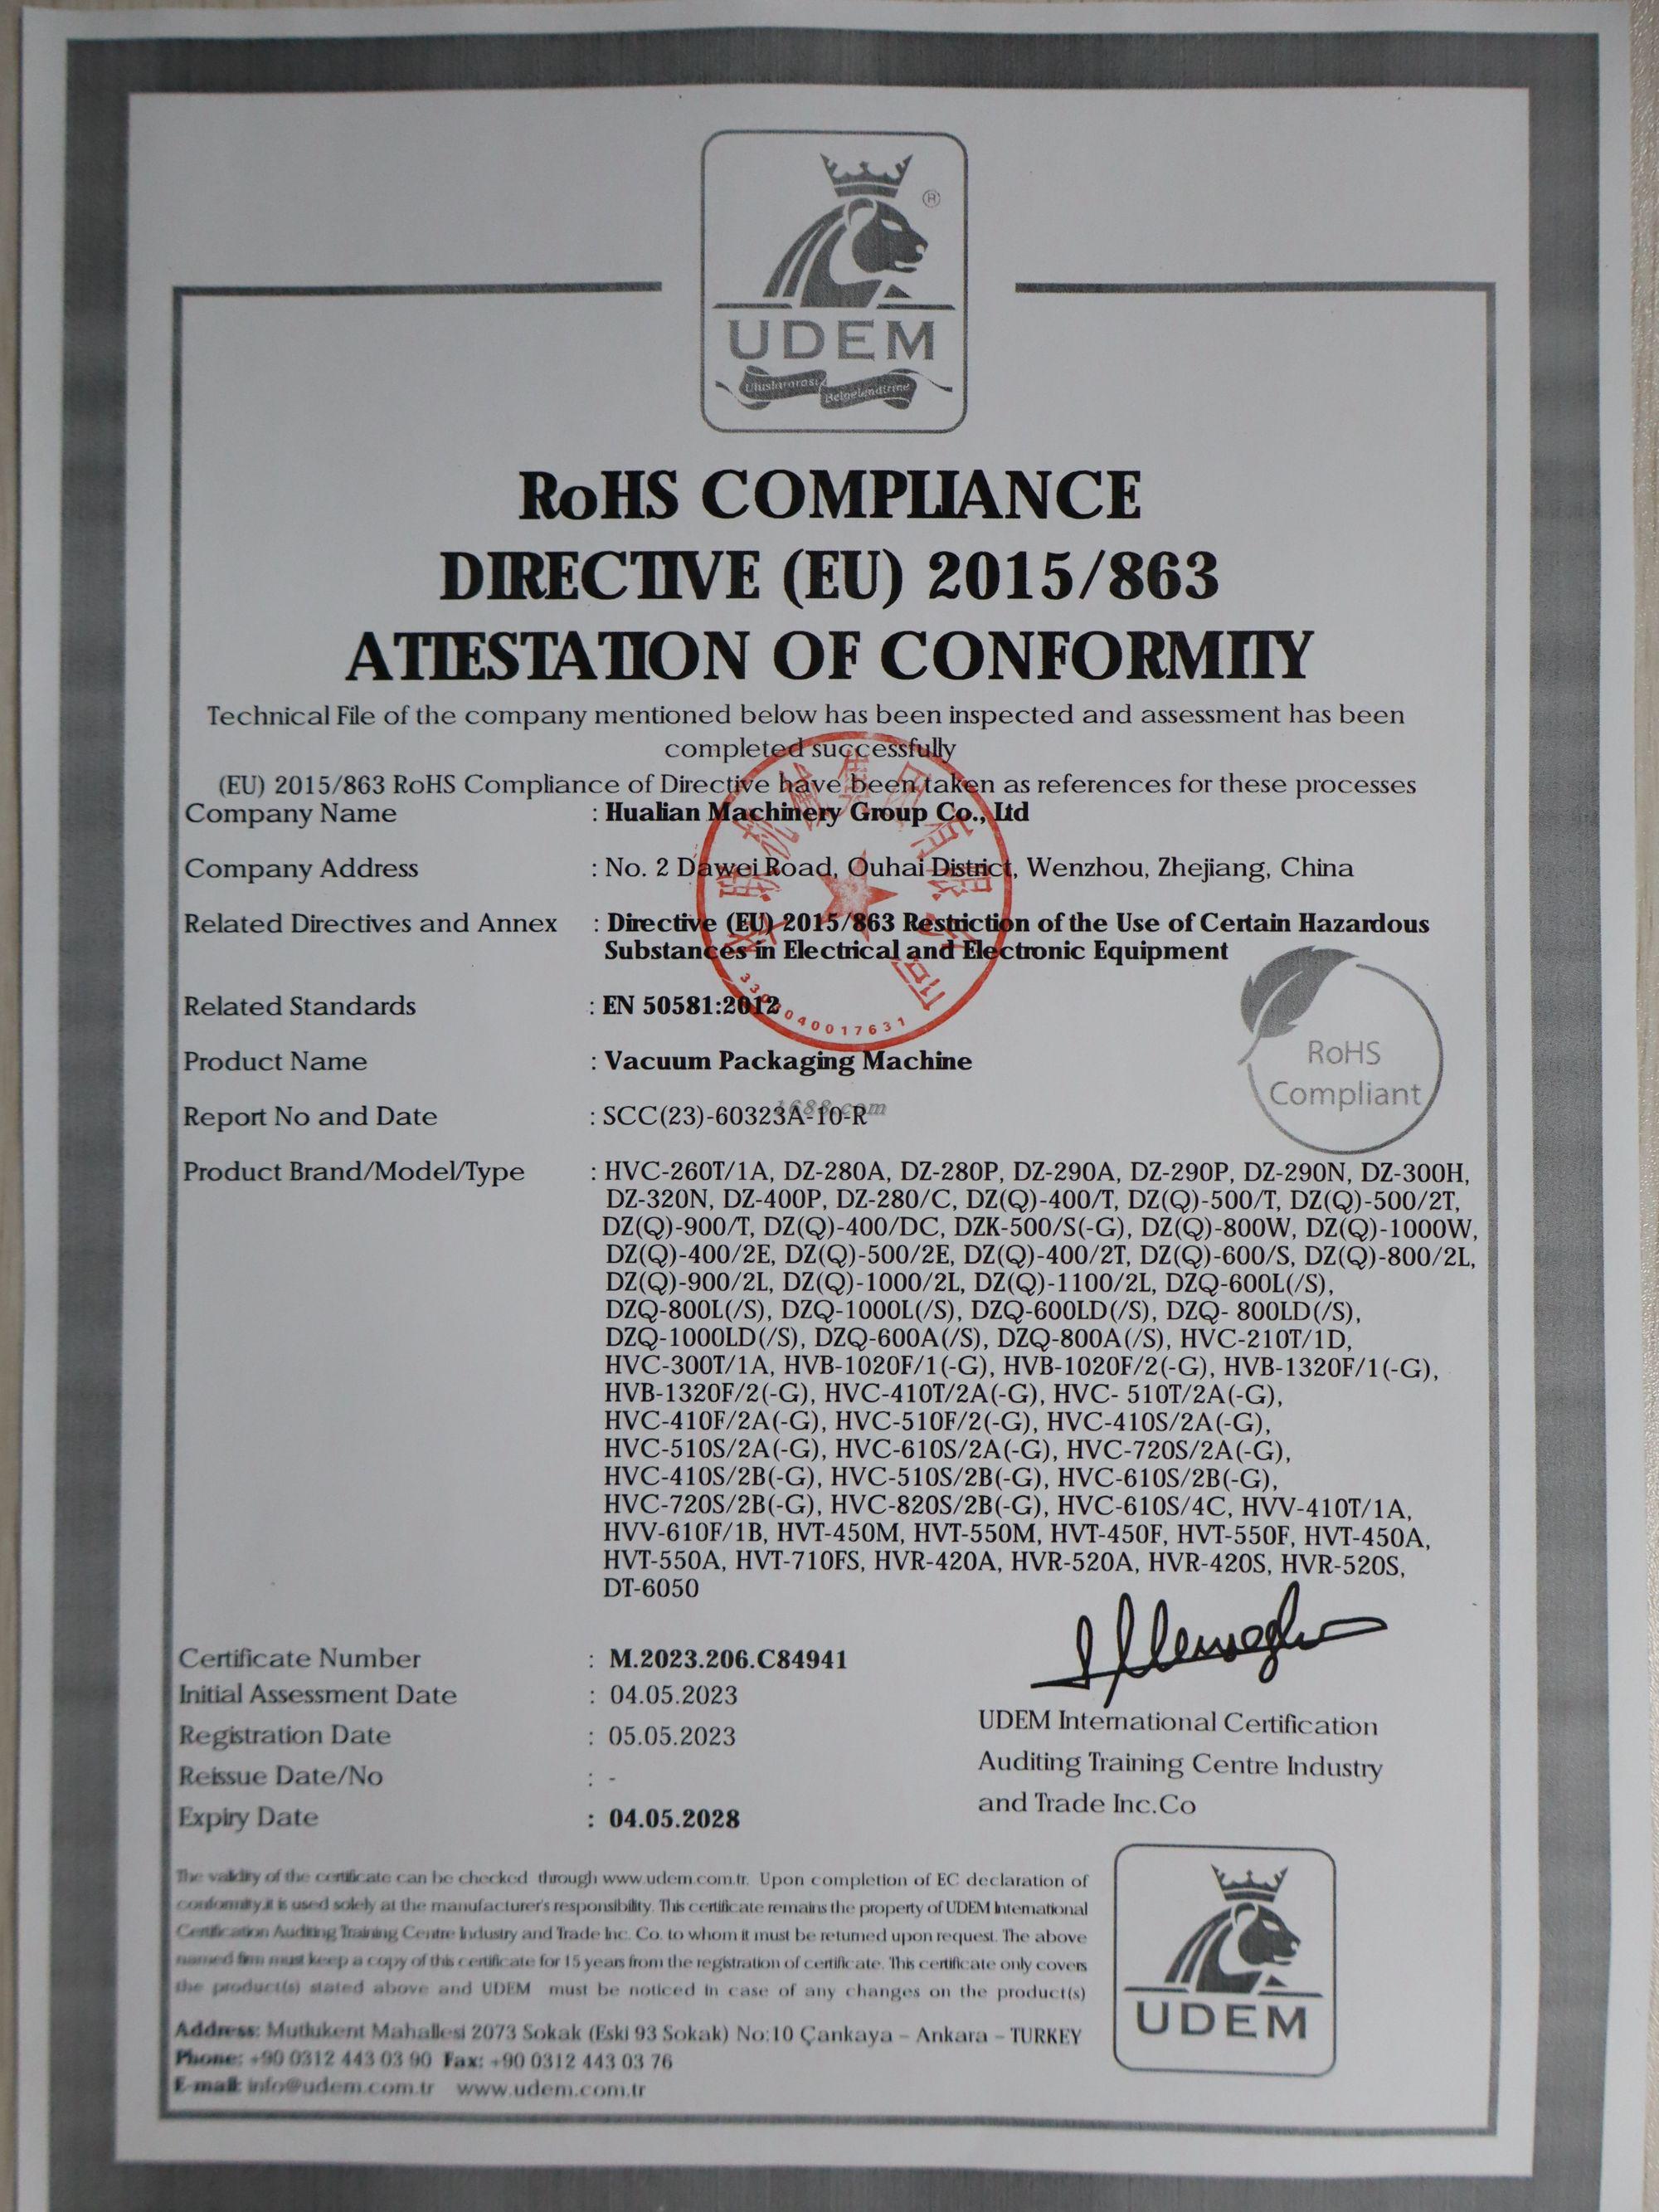 ®
UDEM
Uluslararası
Belgelendirme
RoHS COMPLIANCE
DIRECTIVE (EU) 2015/863
ATTESTATION OF CONFORMITY
Technical File of the company mentioned below has been inspected and assessment has been
completed successfully
(EU) 2015/863 RoHS Compliance of Directive have been taken as references for these processes
Company Name : Hualian Machinery Group Co., Ltd
Company Address : No. 2 Dawei Road, Ouhai District, Wenzhou, Zhejiang, China
Related Directives and Annex : Directive (EU) 2015/863 Restriction of the Use of Certain Hazardous
Substances in Electrical and Electronic Equipment
Related Standards : EN 50581:2012
华联机械集团有限公司
3303040017631
Product Name : Vacuum Packaging Machine
RoHS
Compliant
Report No and Date : SCC(23)-60323A-10-R
1688.com
Product Brand/Model/Type : HVC-260T/1A, DZ-280A, DZ-280P, DZ-290A, DZ-290P, DZ-290N, DZ-300H,
DZ-320N, DZ-400P, DZ-280/C, DZ(Q)-400/T, DZ(Q)-500/T, DZ(Q)-500/2T,
DZ(Q)-900/T, DZ(Q)-400/DC, DZK-500/S(-G), DZ(Q)-800W, DZ(Q)-1000W,
DZ(Q)-400/2E, DZ(Q)-500/2E, DZ(Q)-400/2T, DZ(Q)-600/S, DZ(Q)-800/2L,
DZ(Q)-900/2L, DZ(Q)-1000/2L, DZ(Q)-1100/2L, DZQ-600L(/S),
DZQ-800L(/S), DZQ-1000L(/S), DZQ-600LD(/S), DZQ- 800LD(/S),
DZQ-1000LD(/S), DZQ-600A(/S), DZQ-800A(/S), HVC-210T/1D,
HVC-300T/1A, HVB-1020F/1(-G), HVB-1020F/2(-G), HVB-1320F/1(-G),
HVB-1320F/2(-G), HVC-410T/2A(-G), HVC- 510T/2A(-G),
HVC-410F/2A(-G), HVC-510F/2(-G), HVC-410S/2A(-G),
HVC-510S/2A(-G), HVC-610S/2A(-G), HVC-720S/2A(-G),
HVC-410S/2B(-G), HVC-510S/2B(-G), HVC-610S/2B(-G),
HVC-720S/2B(-G), HVC-820S/2B(-G), HVC-610S/4C, HVV-410T/1A,
HVV-610F/1B, HVT-450M, HVT-550M, HVT-450F, HVT-550F, HVT-450A,
HVT-550A, HVT-710FS, HVR-420A, HVR-520A, HVR-420S, HVR-520S,
DT-6050
Certificate Number : M.2023.206.C84941
Initial Assessment Date : 04.05.2023
Registration Date : 05.05.2023
Reissue Date/No : -
Expiry Date : 04.05.2028
UDEM International Certification
Auditing Training Centre Industry
and Trade Inc.Co
The validity of the certificate can be checked through www.udem.com.tr. Upon completion of EC declaration of
conformity,it is used solely at the manufacturer's responsibility. This certificate remains the property of UDEM International
Certification Auditing Training Centre Industry and Trade Inc. Co. to whom it must be returned upon request. The above
named firm must keep a copy of this certificate for 15 years from the registration of certificate. This certificate only covers
the product(s) stated above and UDEM must be noticed in case of any changes on the product(s)
Address: Mutlukent Mahallesi 2073 Sokak (Eski 93 Sokak) No:10 Çankaya – Ankara – TURKEY
Phone: +90 0312 443 03 90 Fax: +90 0312 443 03 76
E-mail: info@udem.com.tr www.udem.com.tr
UDEM